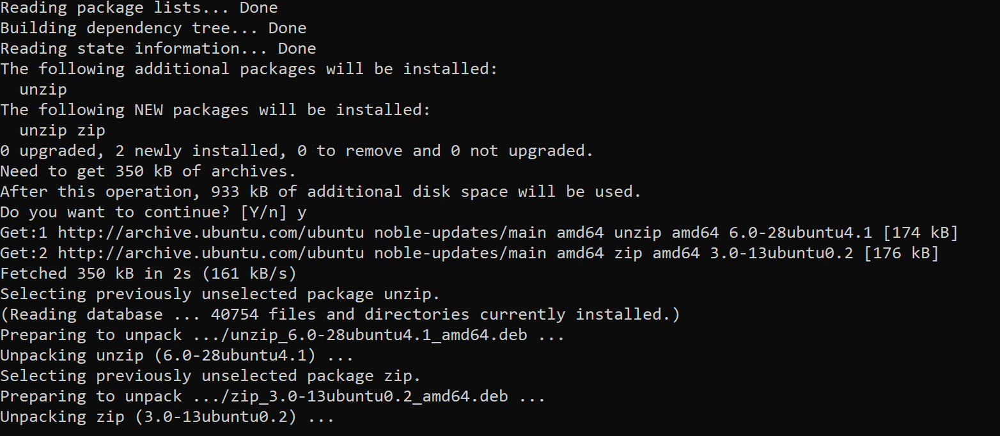 Reading package lists... Done
Building dependency tree... Done
Reading state information... Done
The following additional packages will be installed:
  unzip
The following NEW packages will be installed:
  unzip zip
0 upgraded, 2 newly installed, 0 to remove and 0 not upgraded.
Need to get 350 kB of archives.
After this operation, 933 kB of additional disk space will be used.
Do you want to continue? [Y/n] y
Get:1 http://archive.ubuntu.com/ubuntu noble-updates/main amd64 unzip amd64 6.0-28ubuntu4.1 [174 kB]
Get:2 http://archive.ubuntu.com/ubuntu noble-updates/main amd64 zip amd64 3.0-13ubuntu0.2 [176 kB]
Fetched 350 kB in 2s (161 kB/s)
Selecting previously unselected package unzip.
(Reading database ... 40754 files and directories currently installed.)
Preparing to unpack .../unzip_6.0-28ubuntu4.1_amd64.deb ...
Unpacking unzip (6.0-28ubuntu4.1) ...
Selecting previously unselected package zip.
Preparing to unpack .../zip_3.0-13ubuntu0.2_amd64.deb ...
Unpacking zip (3.0-13ubuntu0.2) ...